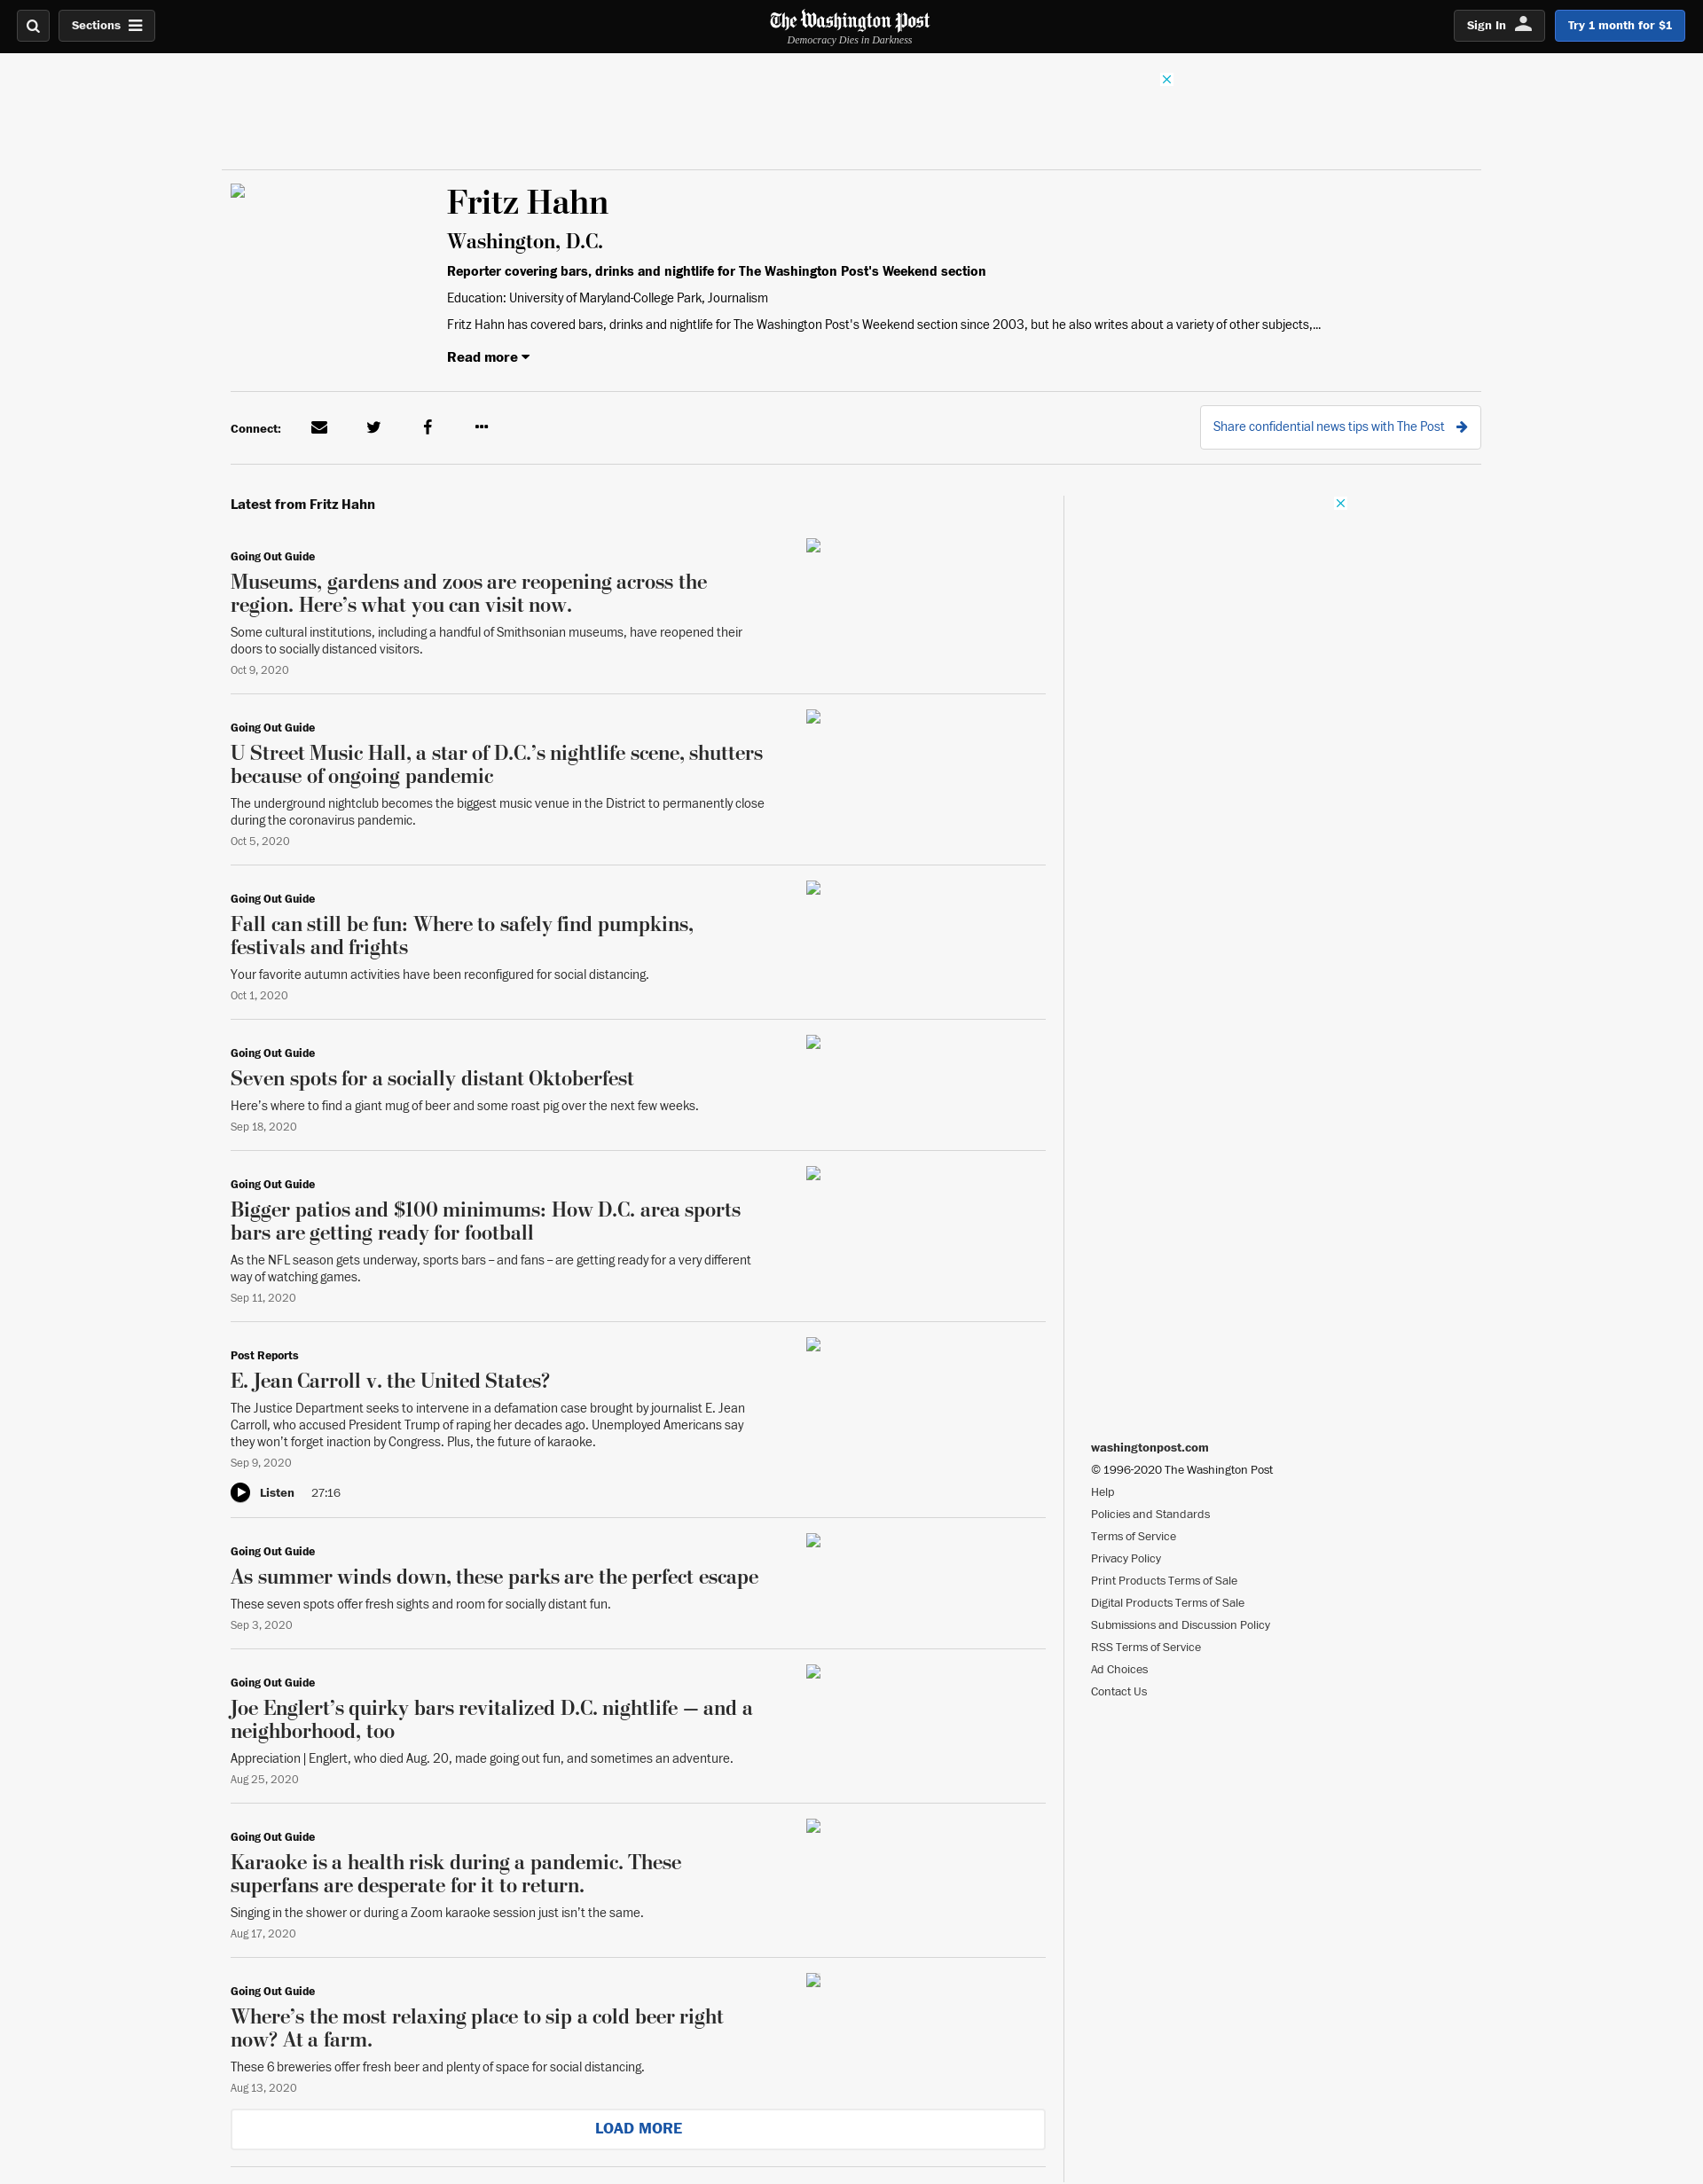 Sections
The Washington Post
Democracy Dies in Darkness
Sign In
Try 1 month for $1
Fritz Hahn
Washington, D.C.
Reporter covering bars, drinks and nightlife for The Washington Post's Weekend section
Education: University of Maryland-College Park, Journalism
Fritz Hahn has covered bars, drinks and nightlife for The Washington Post's Weekend section since 2003, but he also writes about a variety of other subjects,...
Read more
Connect:
Share confidential news tips with The Post
Latest from Fritz Hahn
Going Out Guide
Museums, gardens and zoos are reopening across the
region. Here’s what you can visit now.
Some cultural institutions, including a handful of Smithsonian museums, have reopened their
doors to socially distanced visitors.
Oct 9, 2020
Going Out Guide
U Street Music Hall, a star of D.C.’s nightlife scene, shutters
because of ongoing pandemic
The underground nightclub becomes the biggest music venue in the District to permanently close
during the coronavirus pandemic.
Oct 5, 2020
Going Out Guide
Fall can still be fun: Where to safely find pumpkins,
festivals and frights
Your favorite autumn activities have been reconfigured for social distancing.
Oct 1, 2020
Going Out Guide
Seven spots for a socially distant Oktoberfest
Here’s where to find a giant mug of beer and some roast pig over the next few weeks.
Sep 18, 2020
Going Out Guide
Bigger patios and $100 minimums: How D.C. area sports
bars are getting ready for football
As the NFL season gets underway, sports bars – and fans – are getting ready for a very different
way of watching games.
Sep 11, 2020
Post Reports
E. Jean Carroll v. the United States?
The Justice Department seeks to intervene in a defamation case brought by journalist E. Jean
Carroll, who accused President Trump of raping her decades ago. Unemployed Americans say
they won’t forget inaction by Congress. Plus, the future of karaoke.
Sep 9, 2020
Listen 27:16
Going Out Guide
As summer winds down, these parks are the perfect escape
These seven spots offer fresh sights and room for socially distant fun.
Sep 3, 2020
Going Out Guide
Joe Englert’s quirky bars revitalized D.C. nightlife — and a
neighborhood, too
Appreciation | Englert, who died Aug. 20, made going out fun, and sometimes an adventure.
Aug 25, 2020
Going Out Guide
Karaoke is a health risk during a pandemic. These
superfans are desperate for it to return.
Singing in the shower or during a Zoom karaoke session just isn’t the same.
Aug 17, 2020
Going Out Guide
Where’s the most relaxing place to sip a cold beer right
now? At a farm.
These 6 breweries offer fresh beer and plenty of space for social distancing.
Aug 13, 2020
LOAD MORE
washingtonpost.com
© 1996-2020 The Washington Post
Help
Policies and Standards
Terms of Service
Privacy Policy
Print Products Terms of Sale
Digital Products Terms of Sale
Submissions and Discussion Policy
RSS Terms of Service
Ad Choices
Contact Us